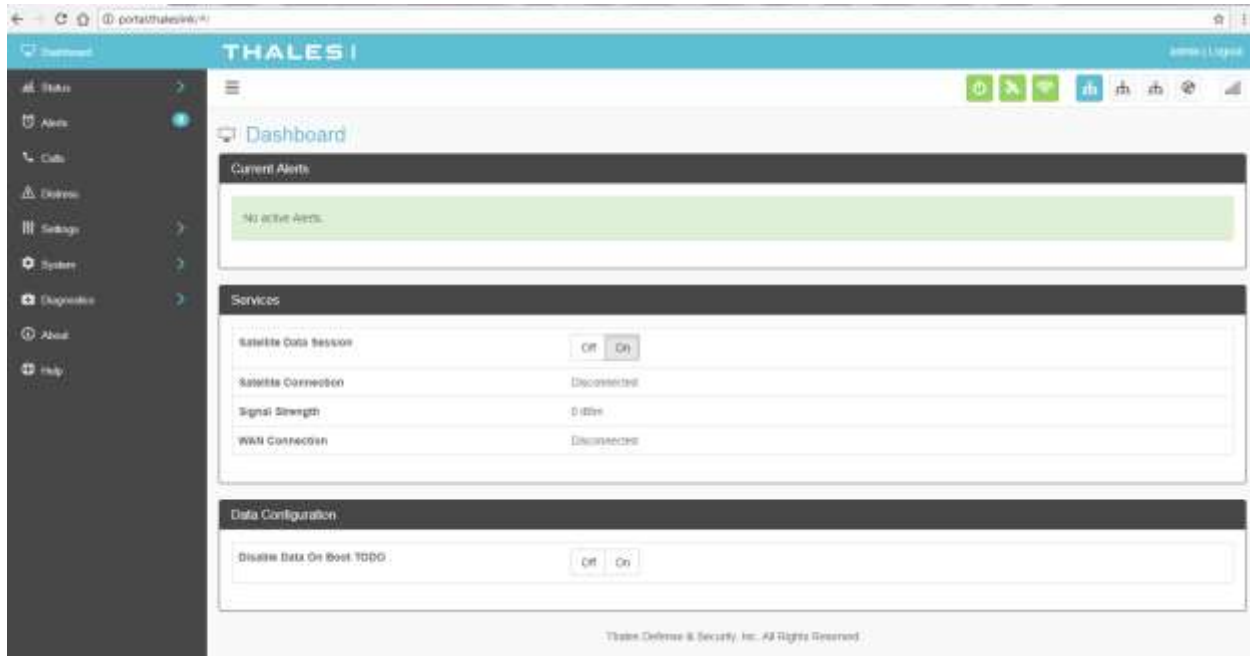 portal.thaleslink/#/
Dashboard
THALES
admin | Logout
Status
Alerts
Calls
Distress
Settings
System
Diagnostics
About
Help
Dashboard
Current Alerts
No active Alerts.
Services
Satellite Data Session
Off On
Satellite Connection
Disconnected
Signal Strength
0 dBm
WAN Connection
Disconnected
Data Configuration
Disable Data On Boot TODO
Off On
Thales Defense & Security, Inc. All Rights Reserved